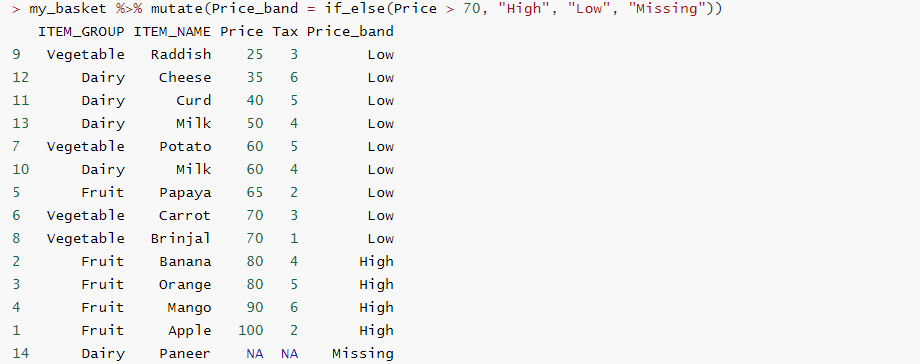 > my_basket %>% mutate(Price_band = if_else(Price > 70, "High", "Low", "Missing"))
   ITEM_GROUP ITEM_NAME Price Tax Price_band
9   Vegetable   Raddish    25   3        Low
12      Dairy    Cheese    35   6        Low
11      Dairy      Curd    40   5        Low
13      Dairy      Milk    50   4        Low
7   Vegetable    Potato    60   5        Low
10      Dairy      Milk    60   4        Low
5       Fruit    Papaya    65   2        Low
6   Vegetable    Carrot    70   3        Low
8   Vegetable   Brinjal    70   1        Low
2       Fruit    Banana    80   4       High
3       Fruit    Orange    80   5       High
4       Fruit     Mango    90   6       High
1       Fruit     Apple   100   2       High
14      Dairy    Paneer    NA  NA    Missing